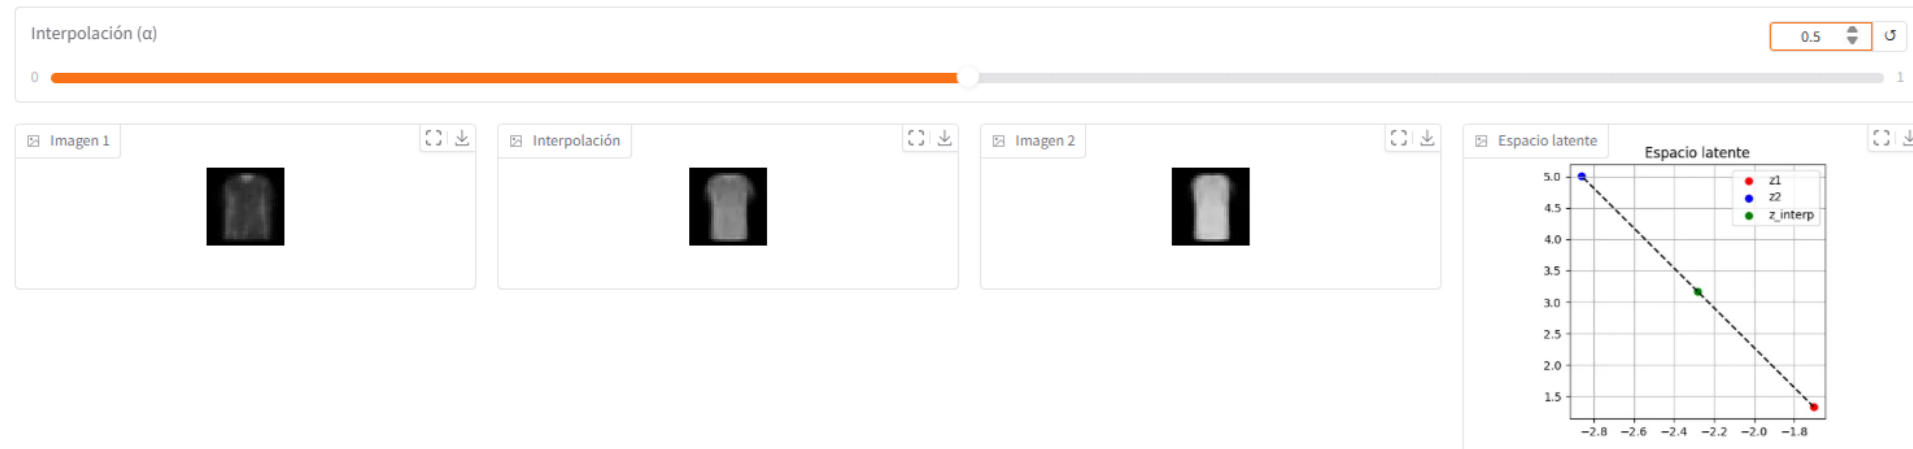 Interpolación (α)
0.5
0
1
Imagen 1
Interpolación
Imagen 2
Espacio latente
Espacio latente
z1
z2
z_interp
5.0
4.5
4.0
3.5
3.0
2.5
2.0
1.5
−2.8 −2.6 −2.4 −2.2 −2.0 −1.8